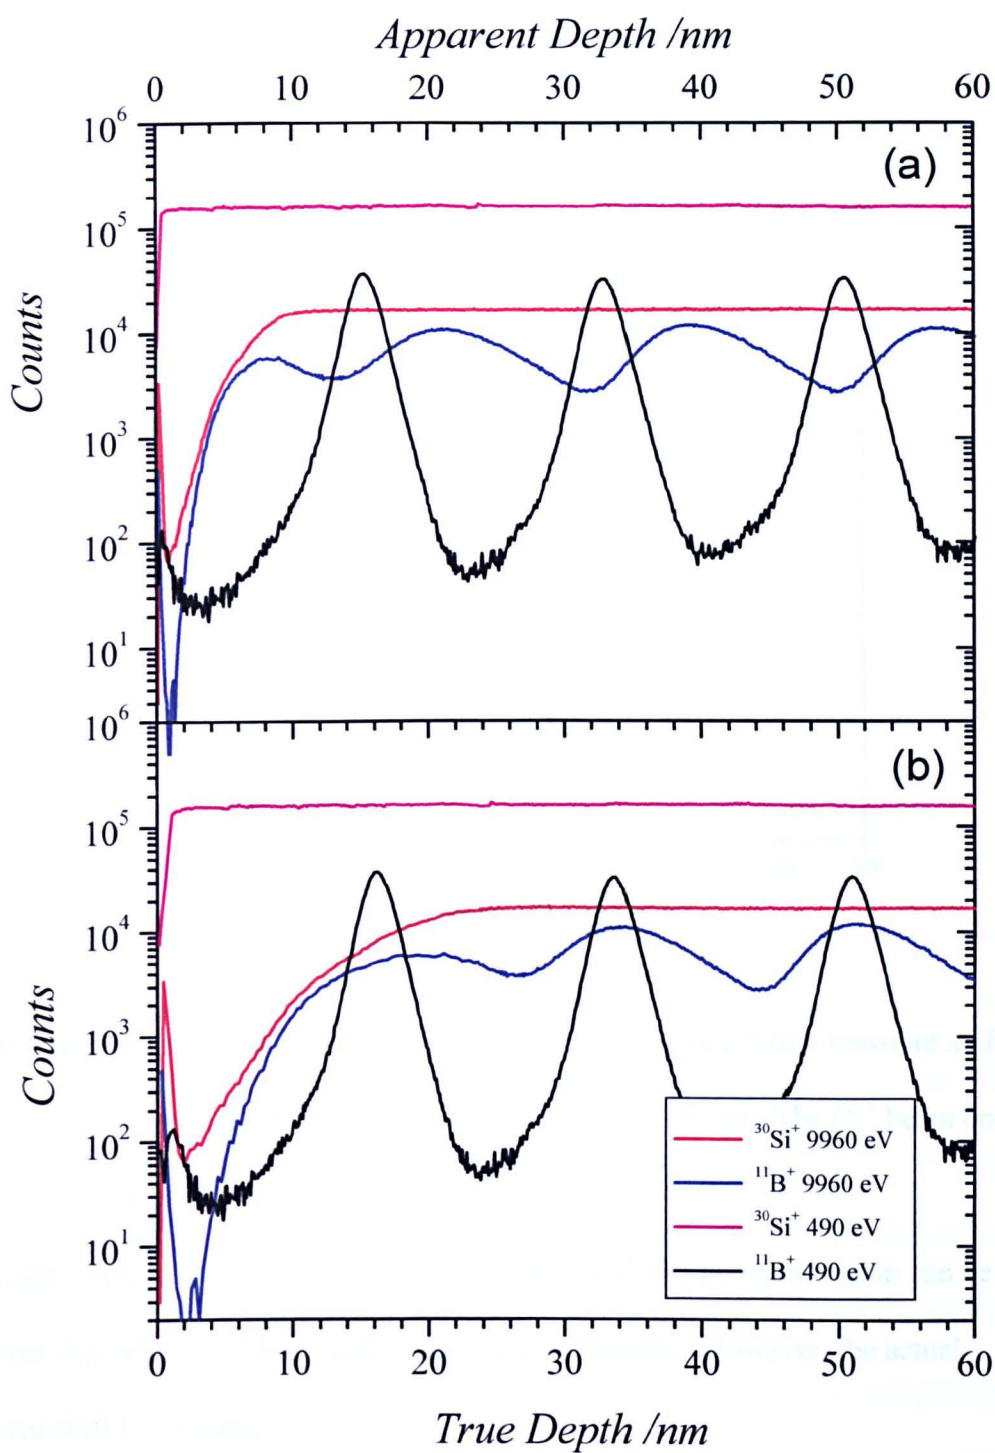 Apparent Depth /nm
0 10 20 30 40 50 60
10^6
(a)
10^5
10^4
10^3
10^2
10^1
Counts
10^6
(b)
10^5
10^4
10^3
10^2
10^1
Counts
^30Si^+ 9960 eV
^11B^+ 9960 eV
^30Si^+ 490 eV
^11B^+ 490 eV
0 10 20 30 40 50 60
True Depth /nm